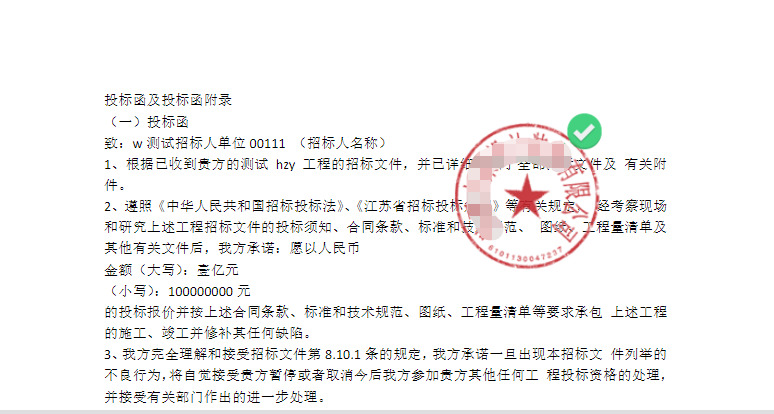 投标函及投标函附录
（一）投标函
致：w 测试招标人单位 00111 （招标人名称）
1、根据已收到贵方的测试 hzy 工程的招标文件，并已详细 文件及 有关附
件。
2、遵照《中华人民共和国招标投标法》、《江苏省招标投标 》等有关规定 经考察现场
和研究上述工程招标文件的投标须知、合同条款、标准和技 范、 图纸 工程量清单及
其他有关文件后，我方承诺：愿以人民币
金额（大写）：壹亿元
（小写）：100000000 元
的投标报价并按上述合同条款、标准和技术规范、图纸、工程量清单等要求承包 上述工程
的施工、竣工并修补其任何缺陷。
3、我方完全理解和接受招标文件第 8.10.1 条的规定，我方承诺一旦出现本招标文 件列举的
不良行为，将自觉接受贵方暂停或者取消今后我方参加贵方其他任何工 程投标资格的处理，
并接受有关部门作出的进一步处理。
有限公司
6101130047237